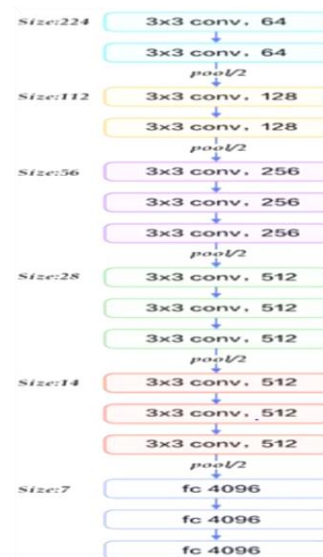 Size:224 3x3 conv, 64
3x3 conv, 64
pool/2
Size:112 3x3 conv, 128
3x3 conv, 128
pool/2
Size:56 3x3 conv, 256
3x3 conv, 256
3x3 conv, 256
pool/2
Size:28 3x3 conv, 512
3x3 conv, 512
3x3 conv, 512
pool/2
Size:14 3x3 conv, 512
3x3 conv, 512
3x3 conv, 512
pool/2
Size:7 fc 4096
fc 4096
fc 4096